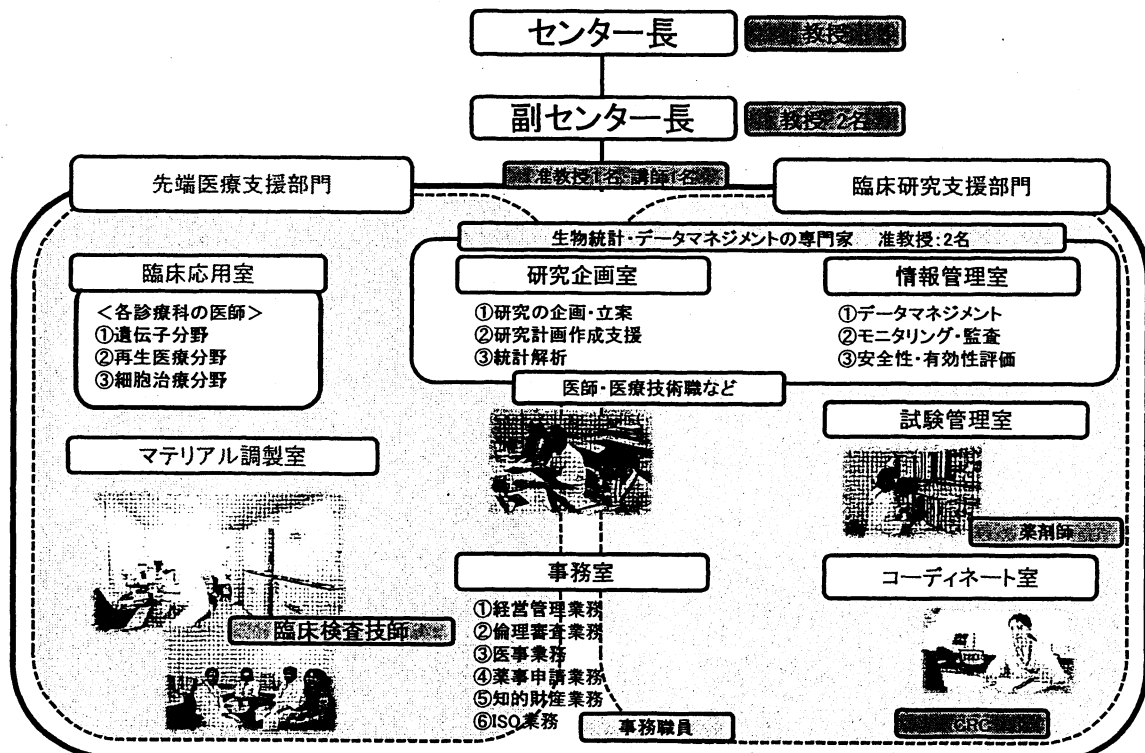 センター長
教授
副センター長
教授:2名
先端医療支援部門
准教授1名・講師1名
臨床研究支援部門
生物統計・データマネジメントの専門家　准教授:2名
臨床応用室
<各診療科の医師>
①遺伝子分野
②再生医療分野
③細胞治療分野
研究企画室
①研究の企画・立案
②研究計画作成支援
③統計解析
情報管理室
①データマネジメント
②モニタリング・監査
③安全性・有効性評価
医師・医療技術職など
マテリアル調製室
臨床検査技師
試験管理室
薬剤師
事務室
①経営管理業務
②倫理審査業務
③医事業務
④薬事申請業務
⑤知的財産業務
⑥ISO業務
事務職員
コーディネート室
CRC